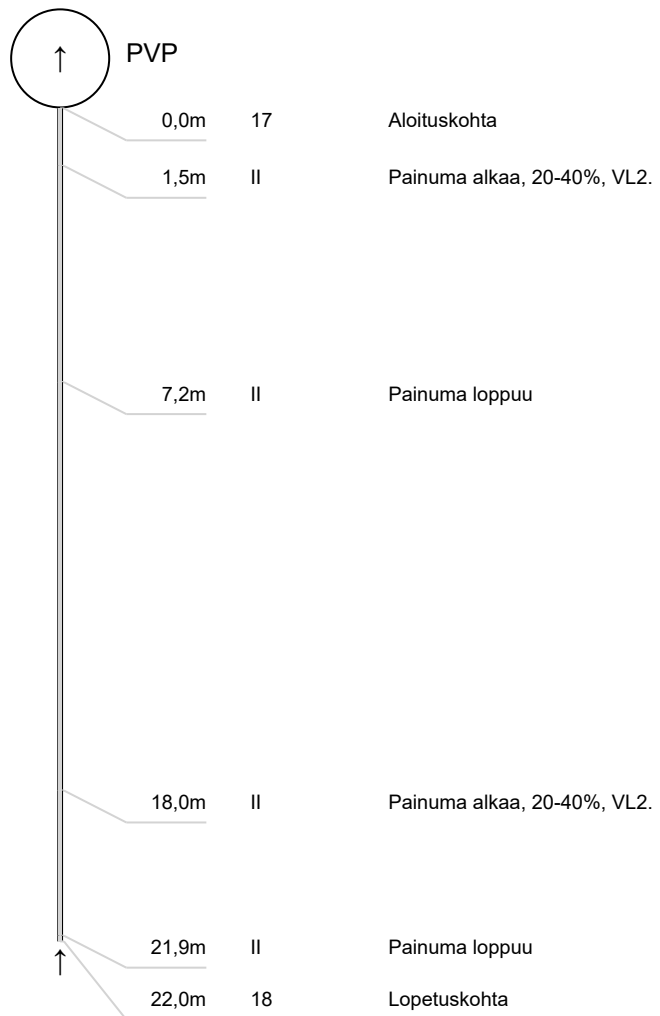 ↑ PVP
0,0m 17 Aloituskohta
1,5m II Painuma alkaa, 20-40%, VL2.
7,2m II Painuma loppuu
18,0m II Painuma alkaa, 20-40%, VL2.
21,9m II Painuma loppuu
↑
22,0m 18 Lopetuskohta